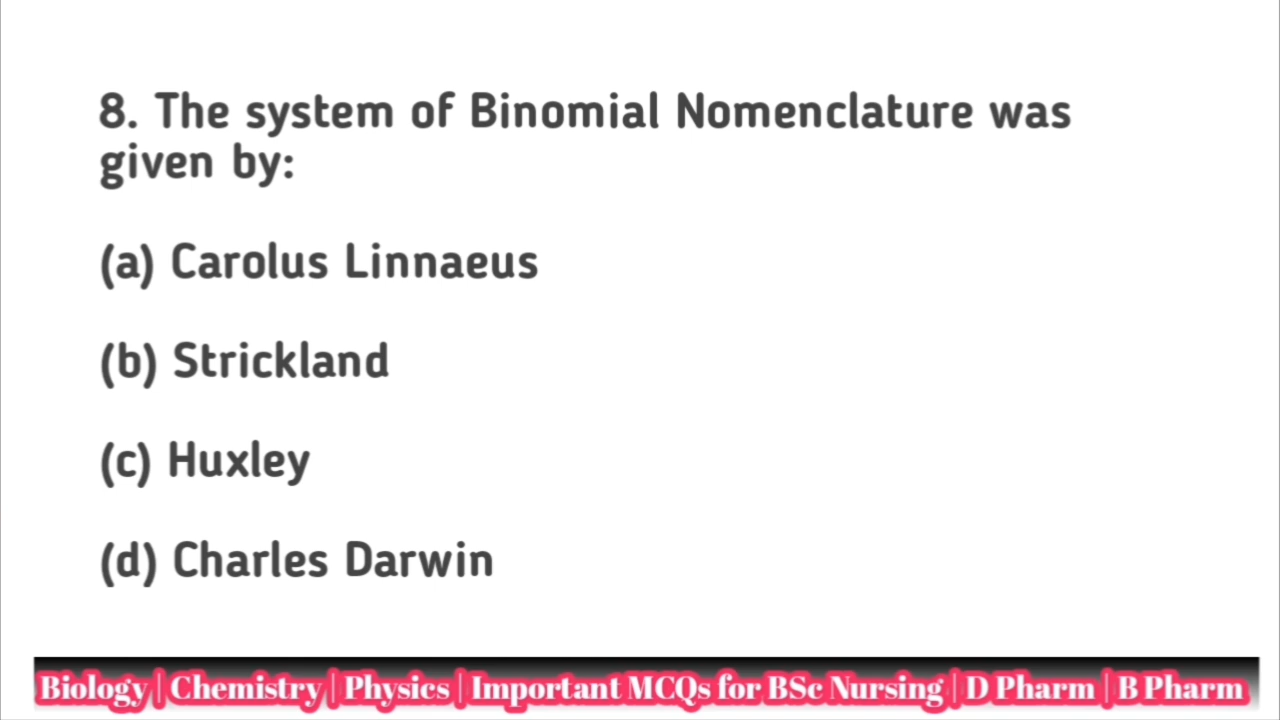 8. The system of Binomial Nomenclature was
given by:
(a) Carolus Linnaeus
(b) Strickland
(c) Huxley
(d) Charles Darwin
Biology | Chemistry | Physics | Important MCQs for BSc Nursing | D Pharm | B Pharm